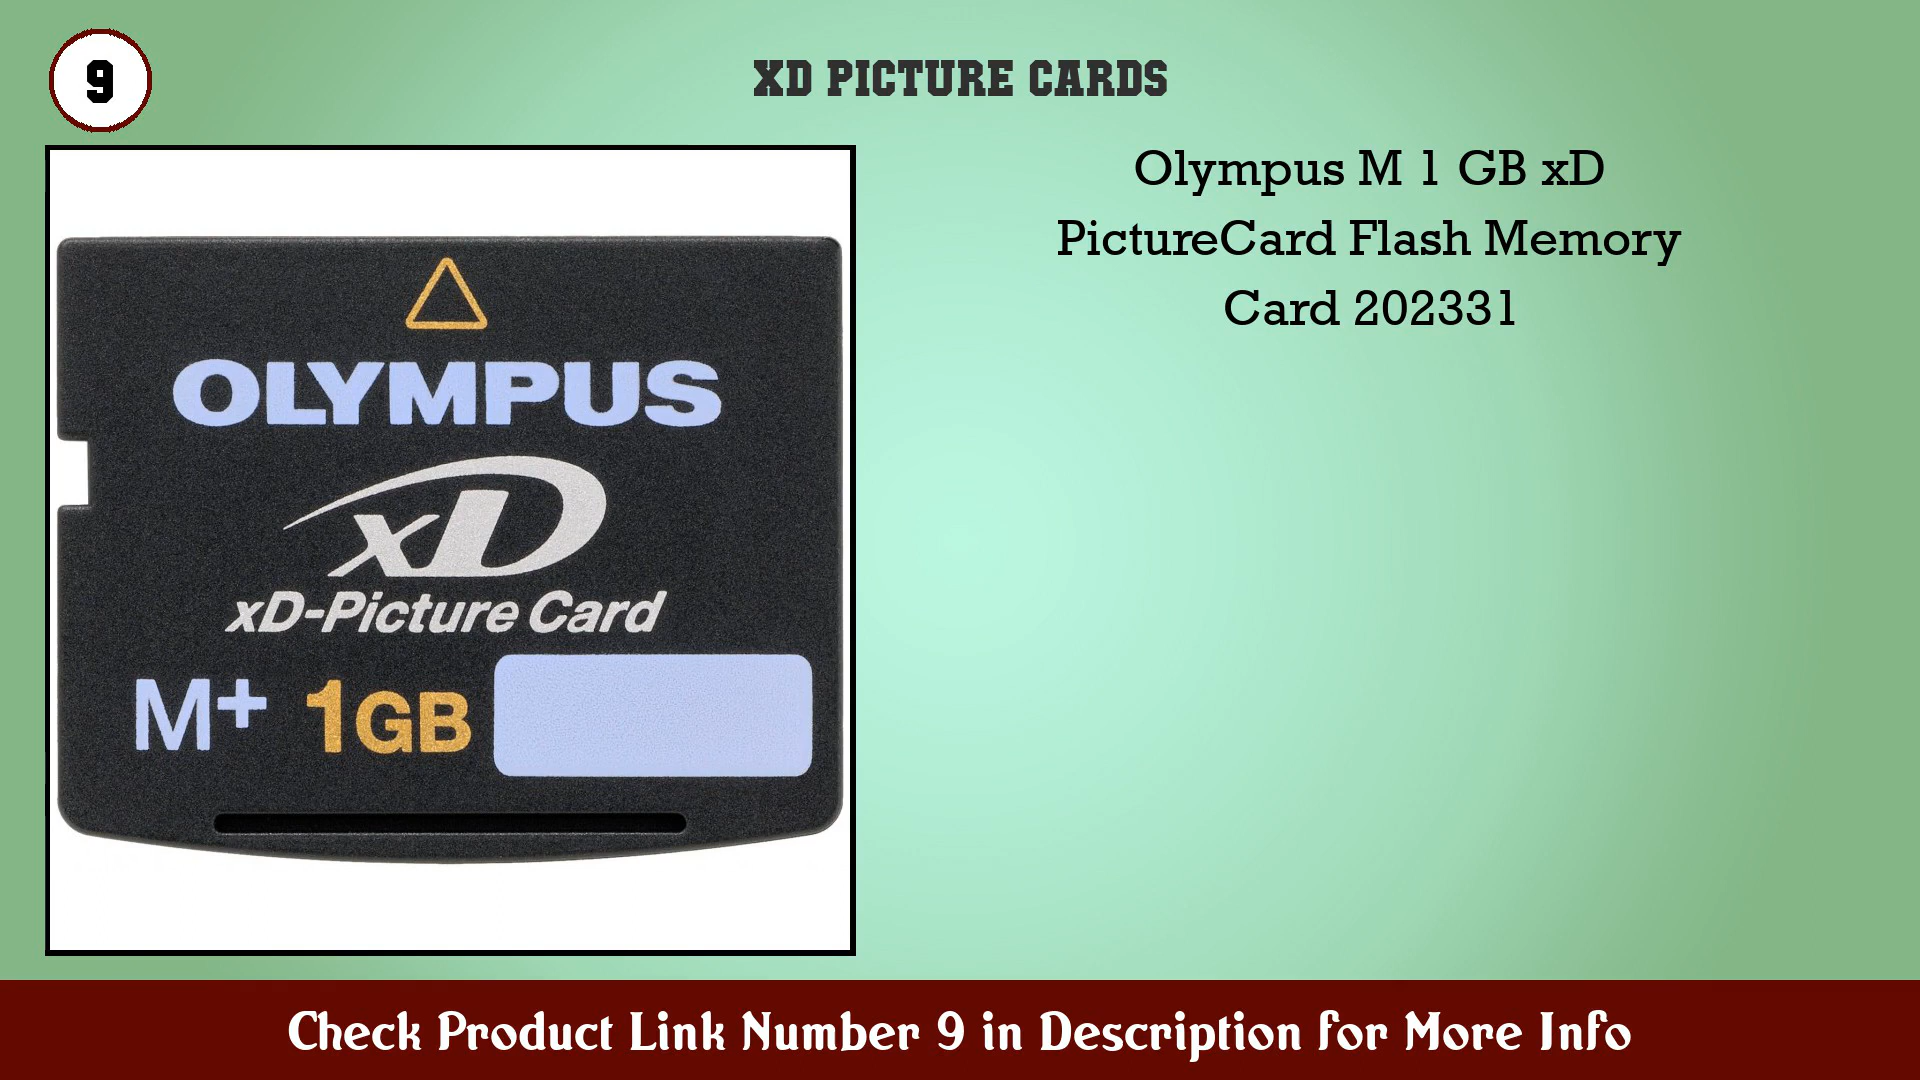 9
XD PICTURE CARDS
OLYMPUS
xD
xD-Picture Card
M+ 1GB
Olympus M 1 GB xD
PictureCard Flash Memory
Card 202331
Check Product Link Number 9 in Description for More Info